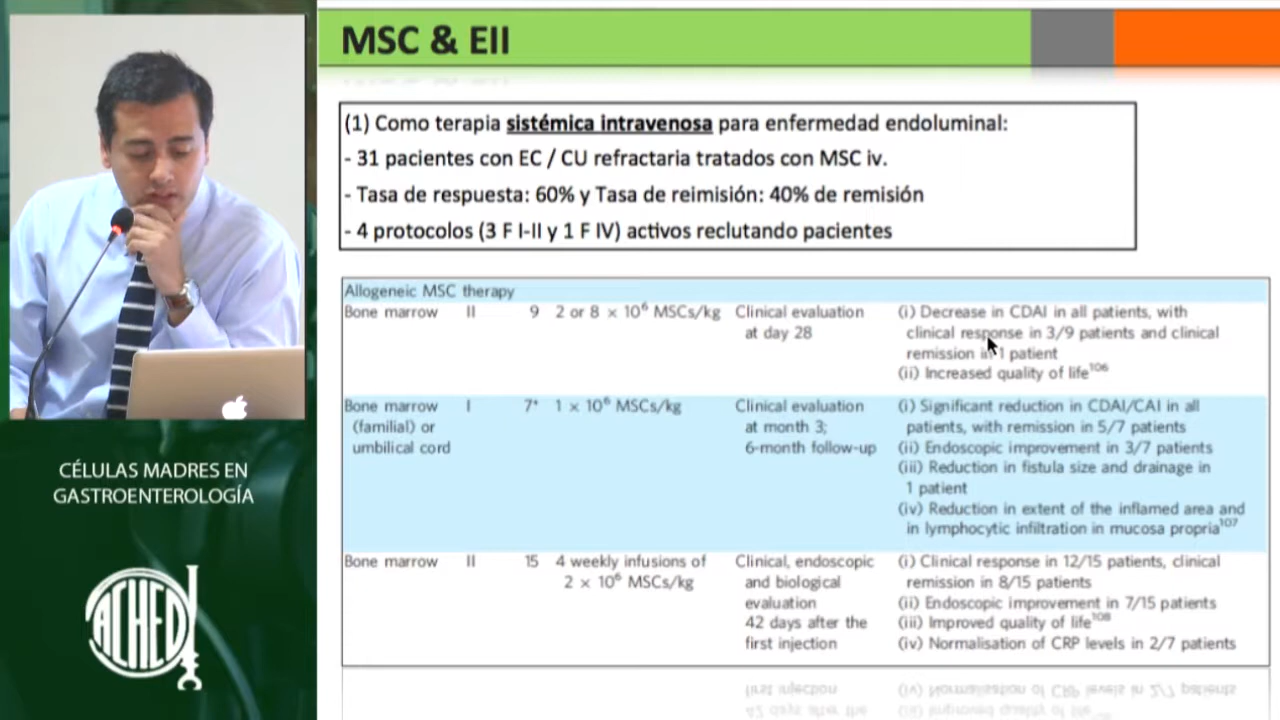 MSC & EII
(1) Como terapia sistémica intravenosa para enfermedad endoluminal:
- 31 pacientes con EC / CU refractaria tratados con MSC iv.
- Tasa de respuesta: 60% y Tasa de reimisión: 40% de remisión
- 4 protocolos (3 F I-II y 1 F IV) activos reclutando pacientes
Allogeneic MSC therapy
Bone marrow II 9 2 or 8 × 10⁶ MSCs/kg Clinical evaluation (i) Decrease in CDAI in all patients, with
at day 28 clinical response in 3/9 patients and clinical
remission in 1 patient
(ii) Increased quality of life¹⁰⁶
Bone marrow I 7* 1 × 10⁶ MSCs/kg Clinical evaluation (i) Significant reduction in CDAI/CAI in all
(familial) or at month 3; patients, with remission in 5/7 patients
umbilical cord 6-month follow-up (ii) Endoscopic improvement in 3/7 patients
(iii) Reduction in fistula size and drainage in
1 patient
(iv) Reduction in extent of the inflamed area and
in lymphocytic infiltration in mucosa propria¹⁰⁷
Bone marrow II 15 4 weekly infusions of Clinical, endoscopic (i) Clinical response in 12/15 patients, clinical
2 × 10⁶ MSCs/kg and biological remission in 8/15 patients
evaluation (ii) Endoscopic improvement in 7/15 patients
42 days after the (iii) Improved quality of life¹⁰⁸
first injection (iv) Normalisation of CRP levels in 2/7 patients
CÉLULAS MADRES EN
GASTROENTEROLOGÍA
ACHED